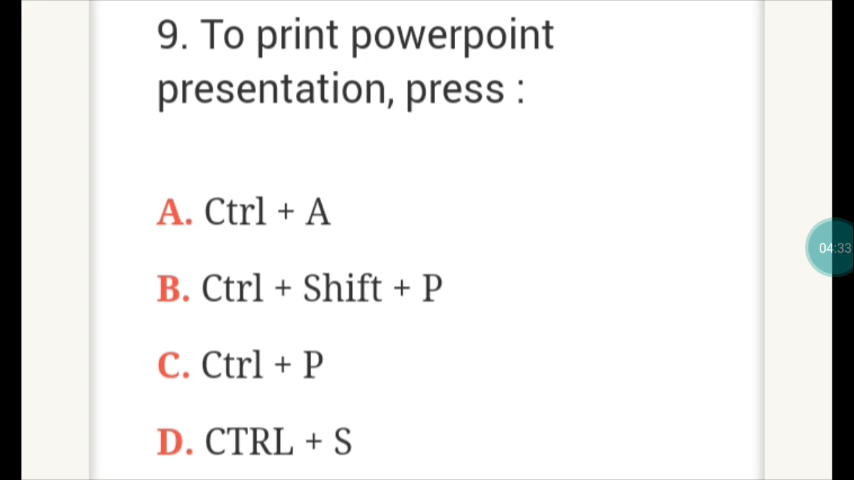 9. To print powerpoint
presentation, press :
A. Ctrl + A
B. Ctrl + Shift + P
C. Ctrl + P
D. CTRL + S
04:33